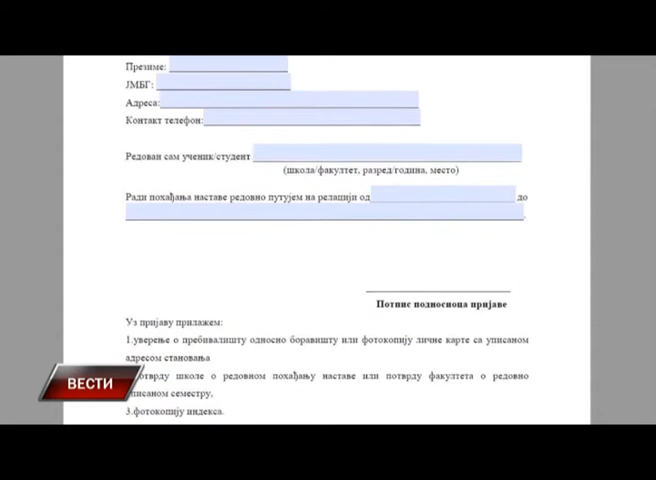 Презиме:
ЈМБГ:
Адреса:
Контакт телефон:
Редован сам ученик/студент
(школа/факултет, разред/година, место)
Ради похађања наставе редовно путујем на релацији од до
.
Потпис подносиоца пријаве
Уз пријаву прилажем:
1.уверење о пребивалишту односно боравишту или фотокопију личне карте са уписаном
адресом становања
потврду школе о редовном похађању наставе или потврду факултета о редовно
уписаном семестру,
3.фотокопију индекса.
ВЕСТИ